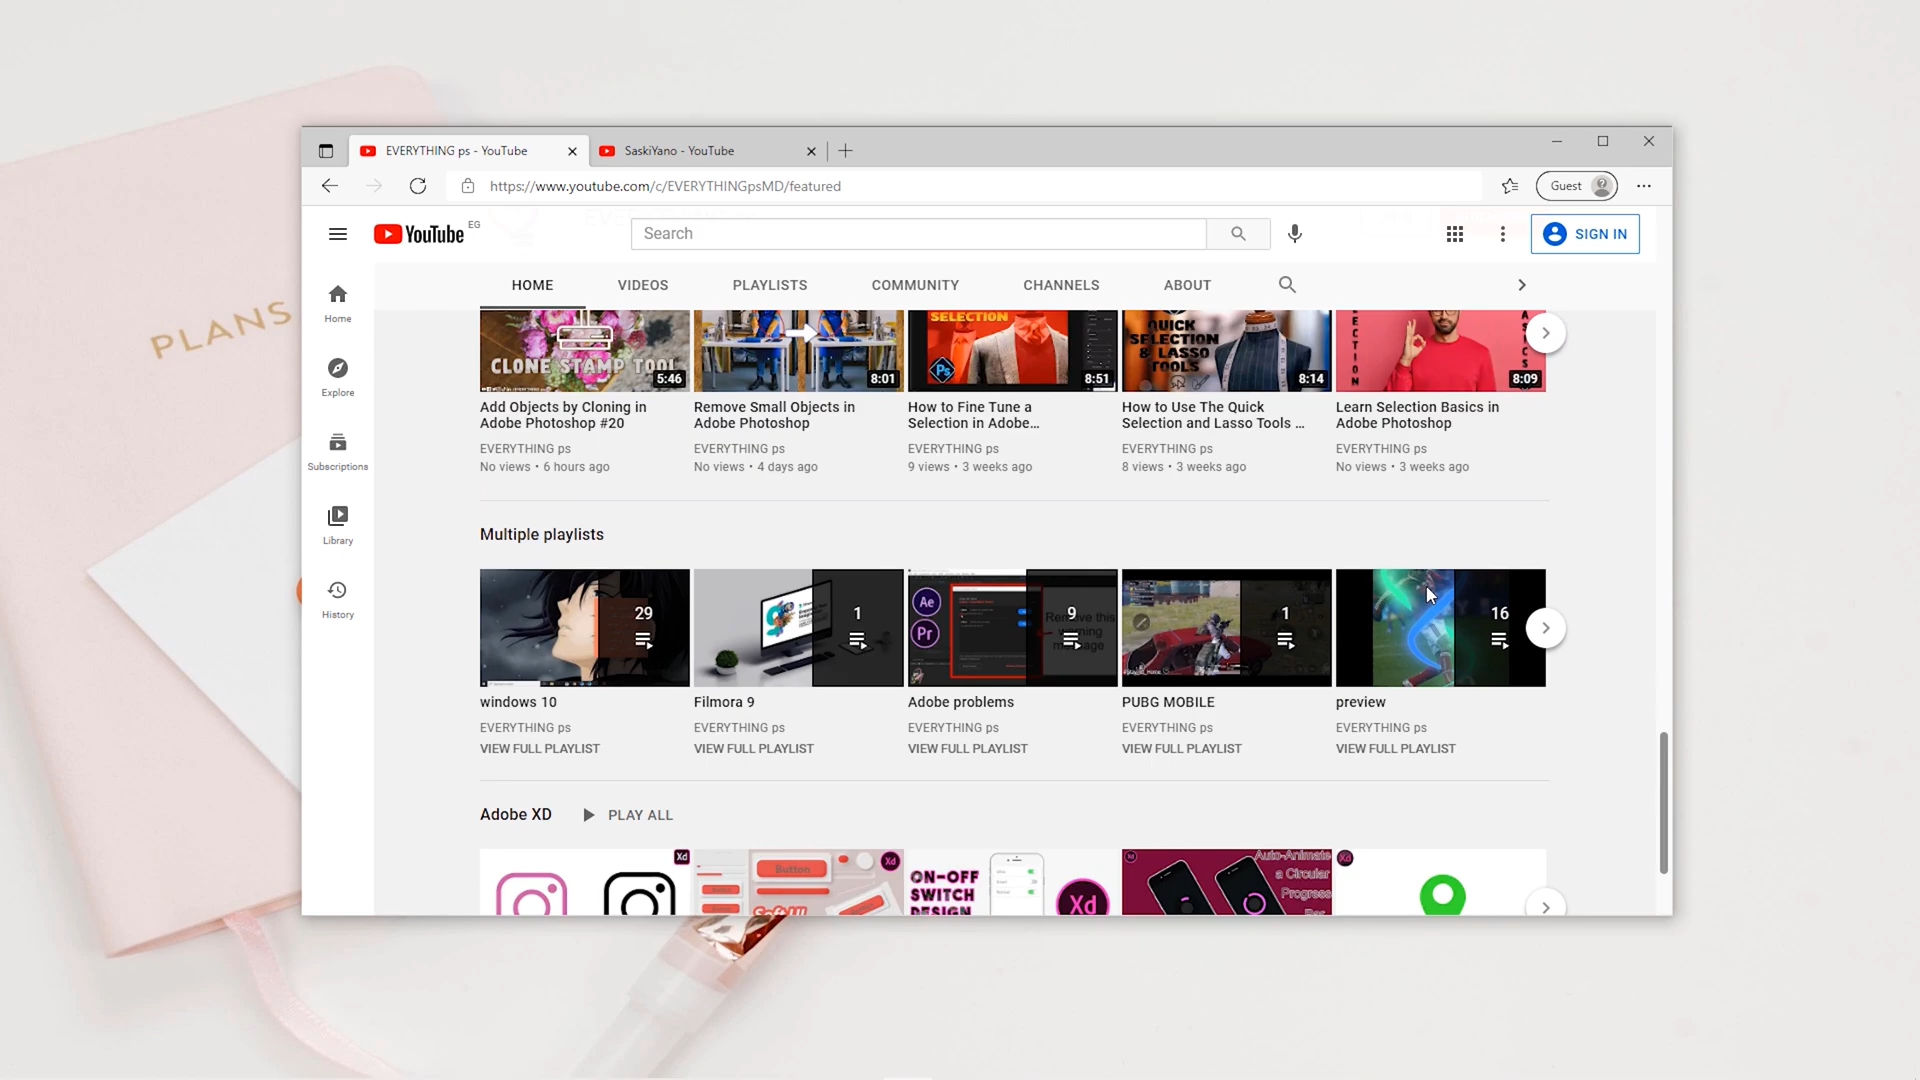 PLANS
EVERYTHING ps - YouTube
SaskiYano - YouTube
https://www.youtube.com/c/EVERYTHINGpsMD/featured
Guest
YouTube EG
Search
SIGN IN
HOME
VIDEOS
PLAYLISTS
COMMUNITY
CHANNELS
ABOUT
Home
Explore
Subscriptions
Library
History
CLONE STAMP TOOL
5:46
8:01
SELECTION
Ps
8:51
QUICK
SELECTION
& LASSO
TOOLS
8:14
8:09
Add Objects by Cloning in
Adobe Photoshop #20
EVERYTHING ps
No views • 6 hours ago
Remove Small Objects in
Adobe Photoshop
EVERYTHING ps
No views • 4 days ago
How to Fine Tune a
Selection in Adobe...
EVERYTHING ps
9 views • 3 weeks ago
How to Use The Quick
Selection and Lasso Tools ...
EVERYTHING ps
8 views • 3 weeks ago
Learn Selection Basics in
Adobe Photoshop
EVERYTHING ps
No views • 3 weeks ago
Multiple playlists
29
1
Ae
Pr
Remove this
warning
message
9
1
16
windows 10
EVERYTHING ps
VIEW FULL PLAYLIST
Filmora 9
EVERYTHING ps
VIEW FULL PLAYLIST
Adobe problems
EVERYTHING ps
VIEW FULL PLAYLIST
PUBG MOBILE
EVERYTHING ps
VIEW FULL PLAYLIST
preview
EVERYTHING ps
VIEW FULL PLAYLIST
Adobe XD
PLAY ALL
Xd
Button
Xd
ON-OFF
SWITCH
DESIGN
Xd
Auto-Animate
a Circular
Progress
Xd